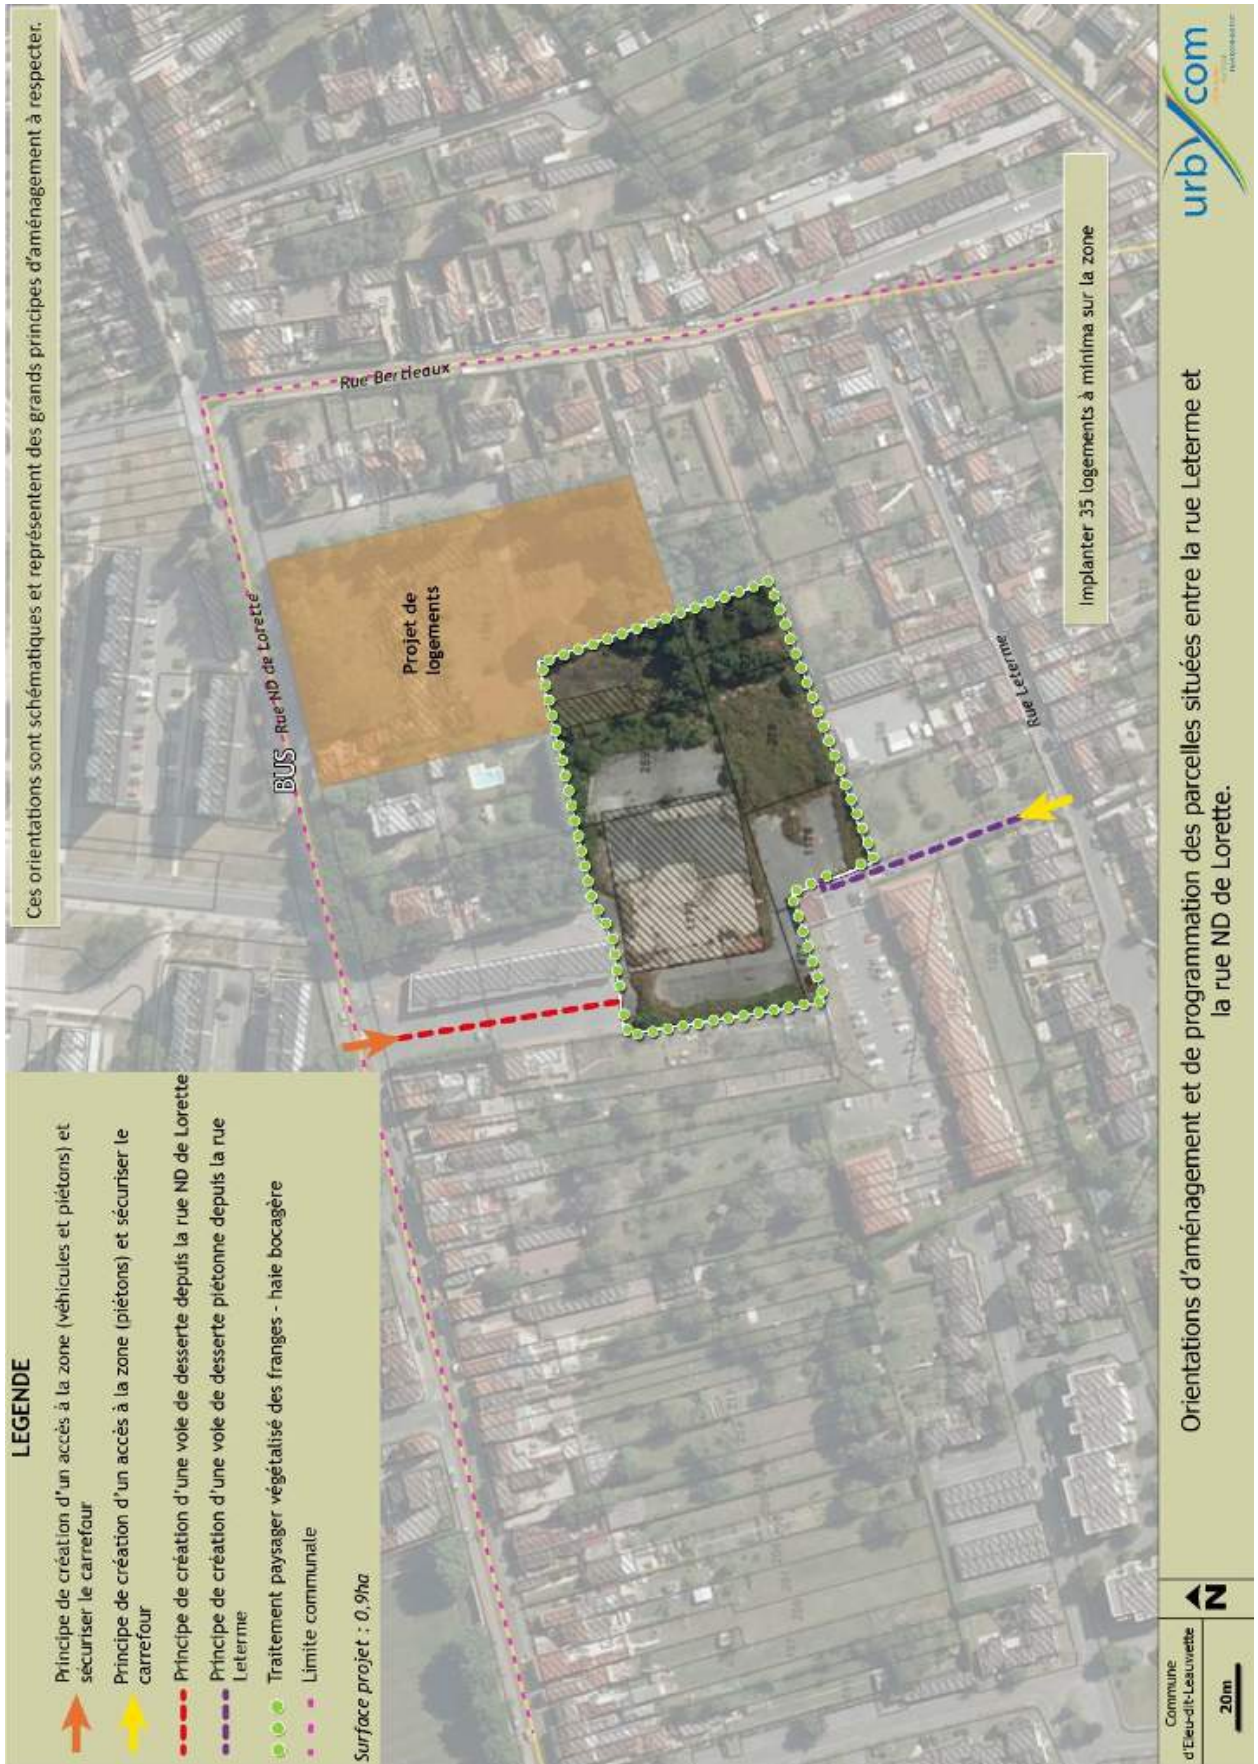 Ces orientations sont schématiques et représentent des grands principes d'aménagement à respecter.
LEGENDE
Principe de création d'un accès à la zone (véhicules et piétons) et
sécuriser le carrefour
Principe de création d'un accès à la zone (piétons) et sécuriser le
carrefour
Principe de création d'une voie de desserte depuis la rue ND de Lorette
Principe de création d'une voie de desserte piétonne depuis la rue
Leterme
Traitement paysager végétalisé des franges - haie bocagère
Limite communale
Surface projet : 0,9ha
BUS
Rue ND de Lorette
Rue Bertleaux
Projet de
logements
Rue Leterme
Implanter 35 logements à minima sur la zone
Commune
d'Eleu-dit-Leauwette
20m
N
Orientations d'aménagement et de programmation des parcelles situées entre la rue Leterme et
la rue ND de Lorette.
urbycom